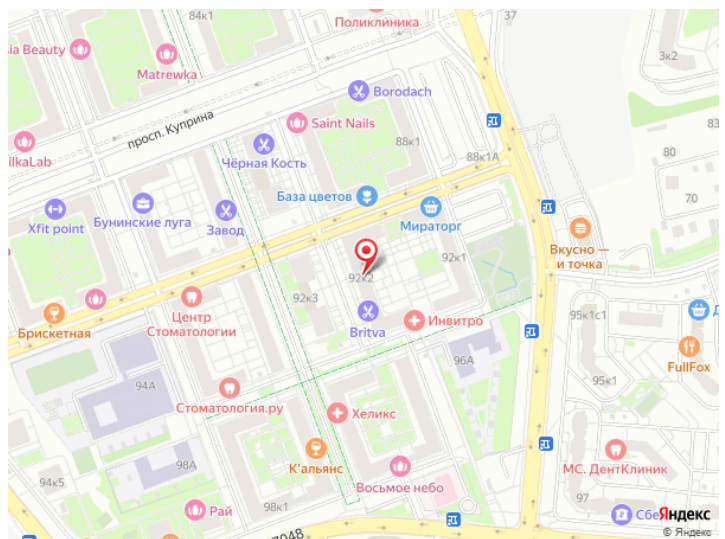 84к1
Поликлиника
37
sia Beauty
Matrewka
3к2
Borodach
просп. Куприна
Saint Nails
88к1
ilkaLab
Чёрная Кость
88к1А
80
83
База цветов
70
Xfit point
Бунинские луга
Завод
Мираторг
Вкусно —
и точка
92к2
92к1
92к3
Центр
Стоматологии
Britva
Инвитро
95к1с1
Брискетная
96А
FullFox
94А
95к1
Стоматология.ру
Хеликс
94к5
98А
К'альянс
МС. ДентКлиник
Восьмое небо
98к1
Рай
97
Сбе
Яндекс
7048
© Яндекс